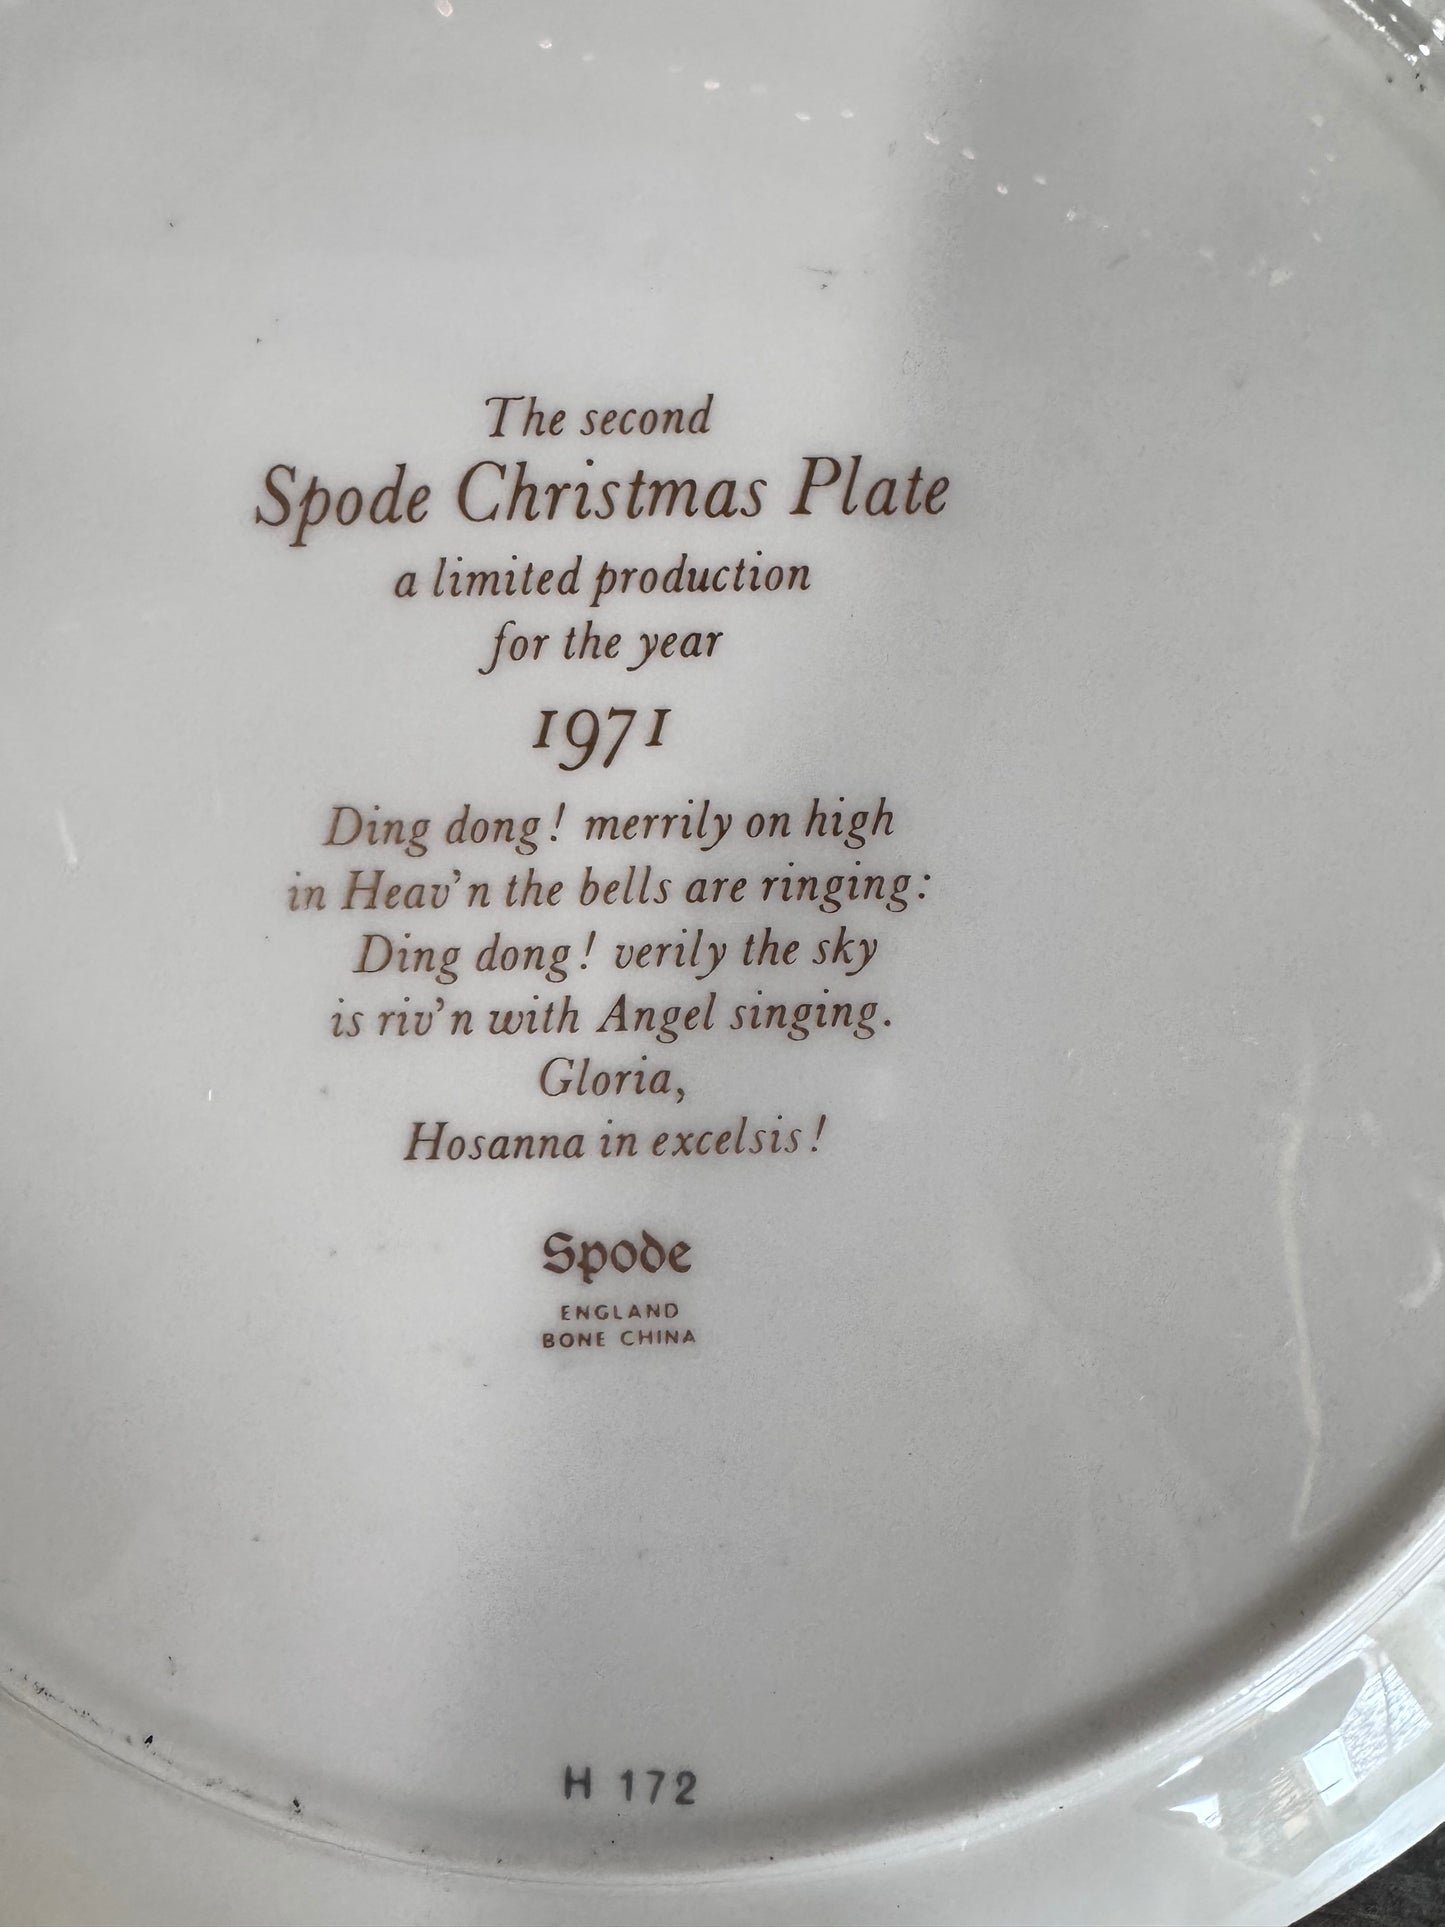 The second
Spode Christmas Plate
a limited production
for the year
1971
Ding dong! merrily on high
in Heav'n the bells are ringing:
Ding dong! verily the sky
is riv'n with Angel singing.
Gloria,
Hosanna in excelsis!
Spode
ENGLAND
BONE CHINA
H 172